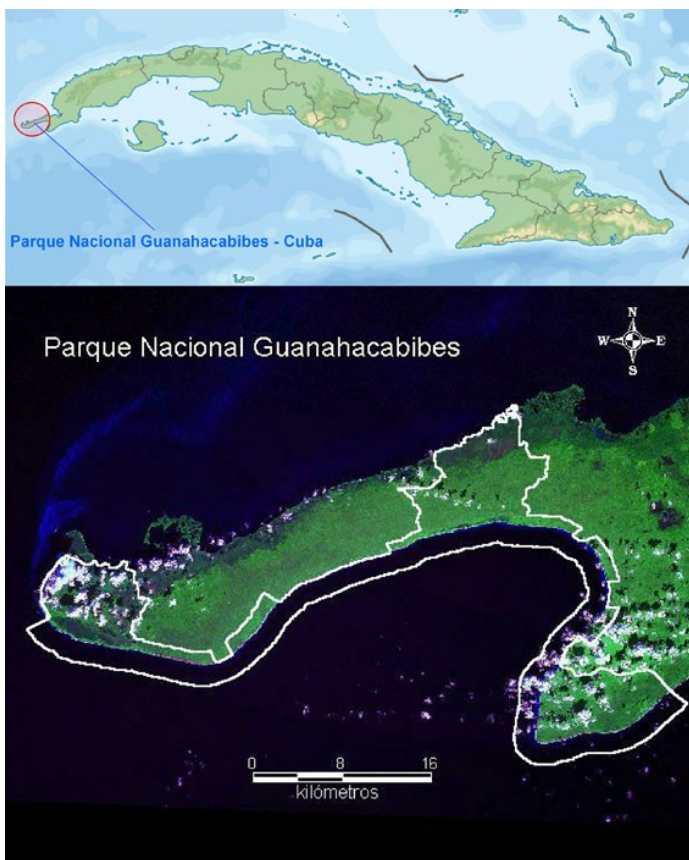 Parque Nacional Guanahacabibes - Cuba
Parque Nacional Guanahacabibes
N
W E
S
0 8 16
kilómetros